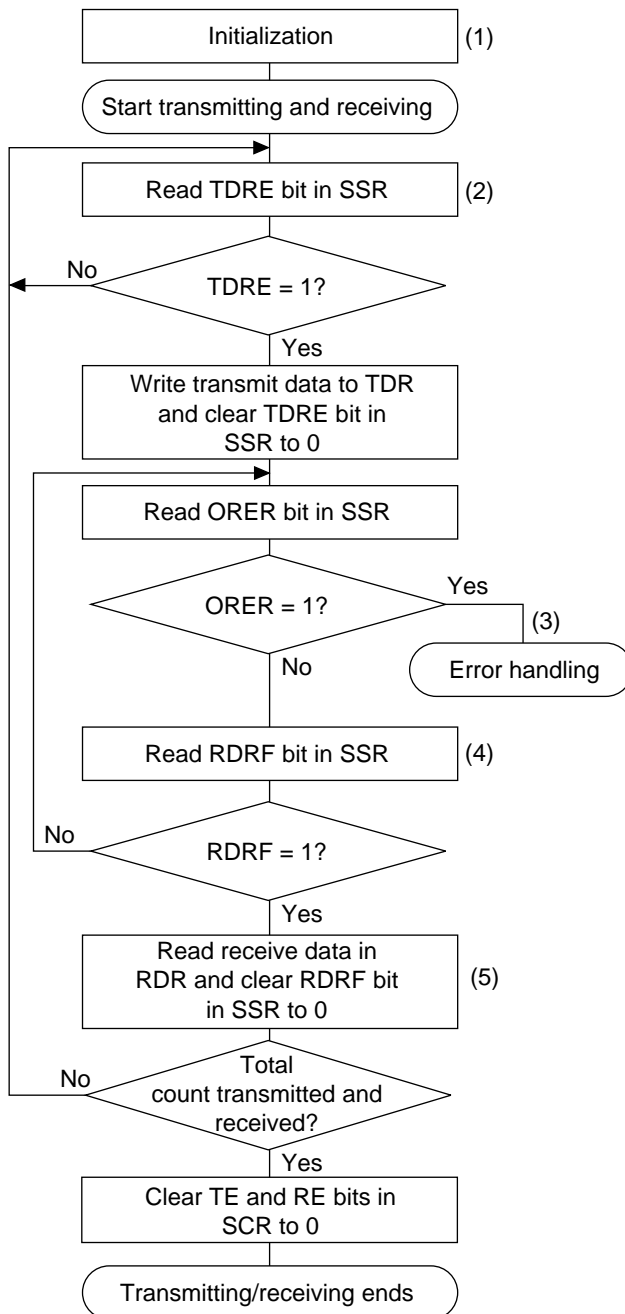 Initialization
(1)
Start transmitting and receiving
Read TDRE bit in SSR
(2)
No
TDRE = 1?
Yes
Write transmit data to TDR
and clear TDRE bit in
SSR to 0
Read ORER bit in SSR
Yes
ORER = 1?
(3)
No
Error handling
Read RDRF bit in SSR
(4)
No
RDRF = 1?
Yes
Read receive data in
RDR and clear RDRF bit
in SSR to 0
(5)
No
Total
count transmitted and
received?
Yes
Clear TE and RE bits in
SCR to 0
Transmitting/receiving ends